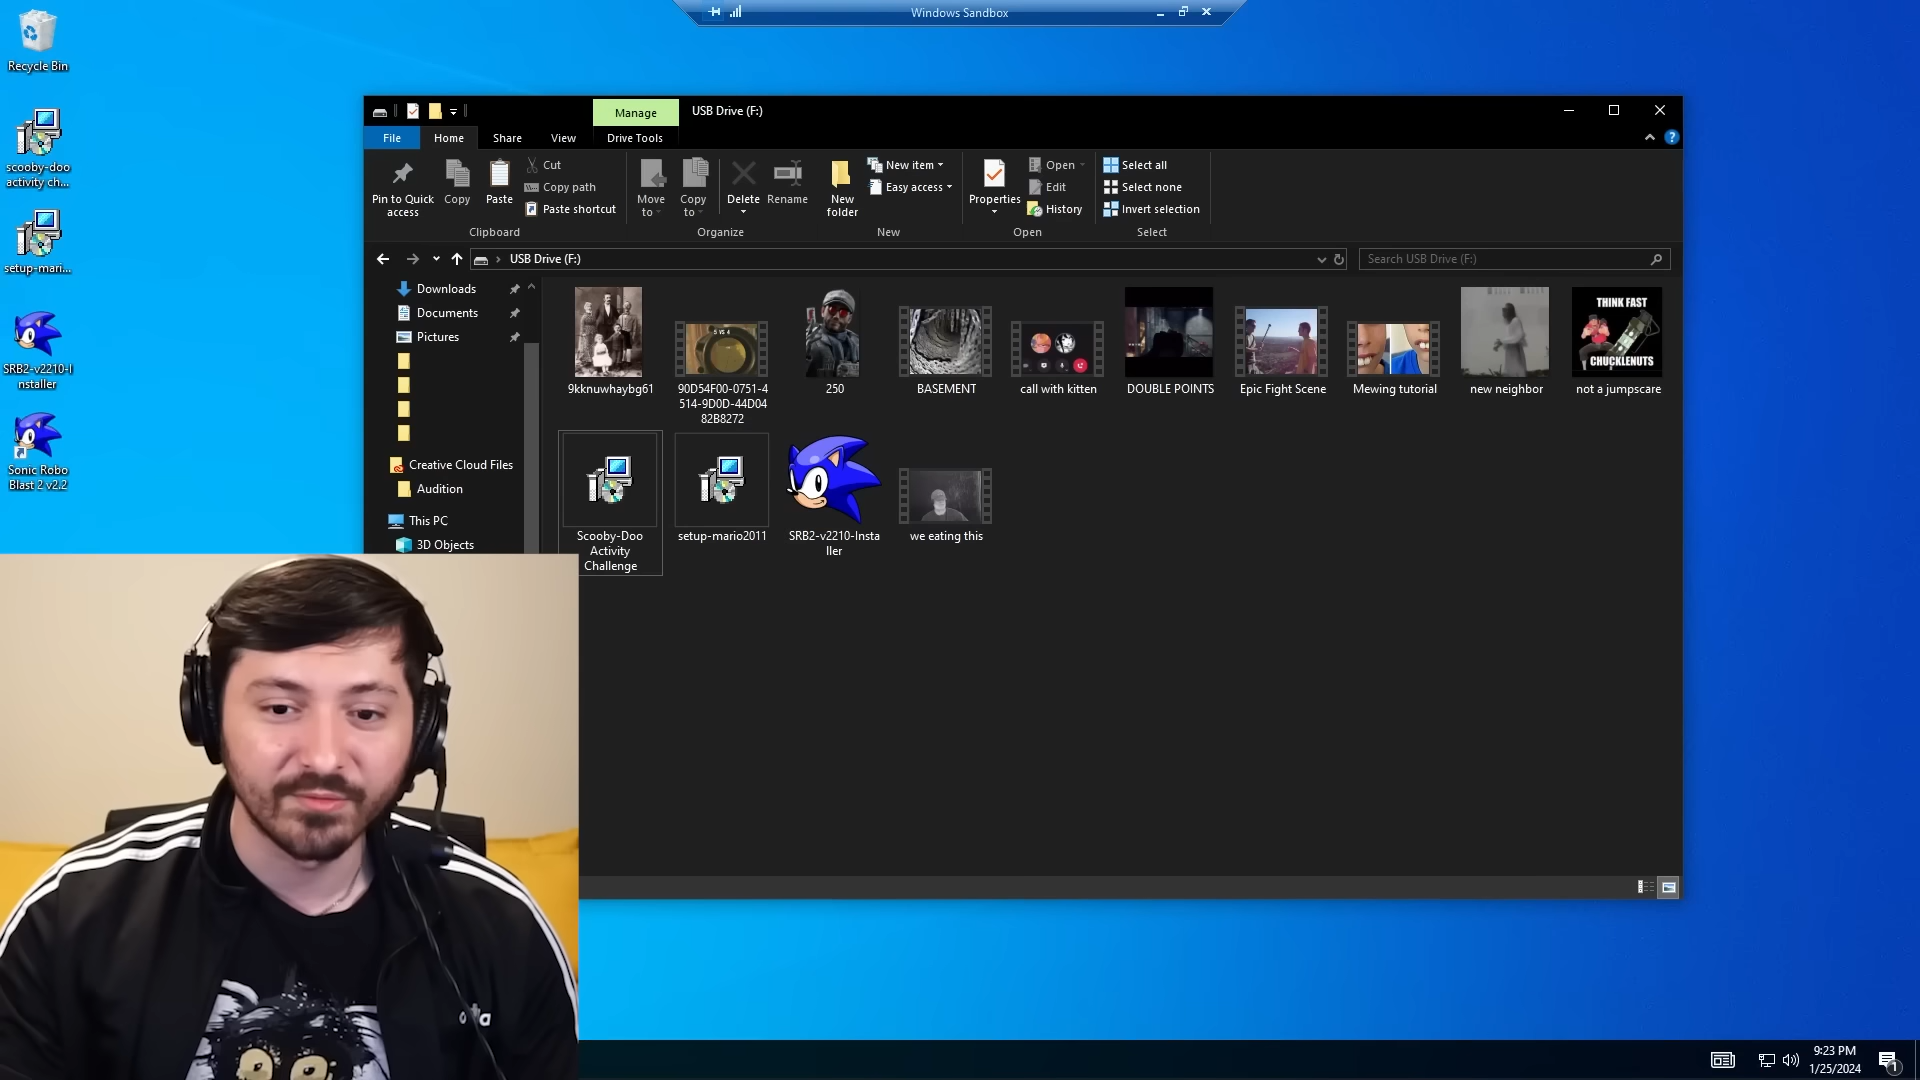 Windows Sandbox
Recycle Bin
scooby-doo
activity ch...
setup-mari...
SRB2-v2210-I
nstaller
Sonic Robo
Blast 2 v2.2
Manage
USB Drive (F:)
File
Home
Share
View
Drive Tools
Pin to Quick
access
Copy
Paste
Cut
Copy path
Paste shortcut
Clipboard
Move
to
Copy
to
Delete
Rename
Organize
New
folder
New item
Easy access
New
Properties
Open
Edit
History
Open
Select all
Select none
Invert selection
Select
USB Drive (F:)
Search USB Drive (F:)
Downloads
Documents
Pictures
Creative Cloud Files
Audition
This PC
3D Objects
9kknuwhaybg61
5 VS 4
90D54F00-0751-4
514-9D0D-44D04
82B8272
250
BASEMENT
call with kitten
DOUBLE POINTS
Epic Fight Scene
Mewing tutorial
new neighbor
THINK FAST
CHUCKLENUTS
not a jumpscare
Scooby-Doo
Activity
Challenge
setup-mario2011
SRB2-v2210-Insta
ller
we eating this
9:23 PM
1/25/2024
1